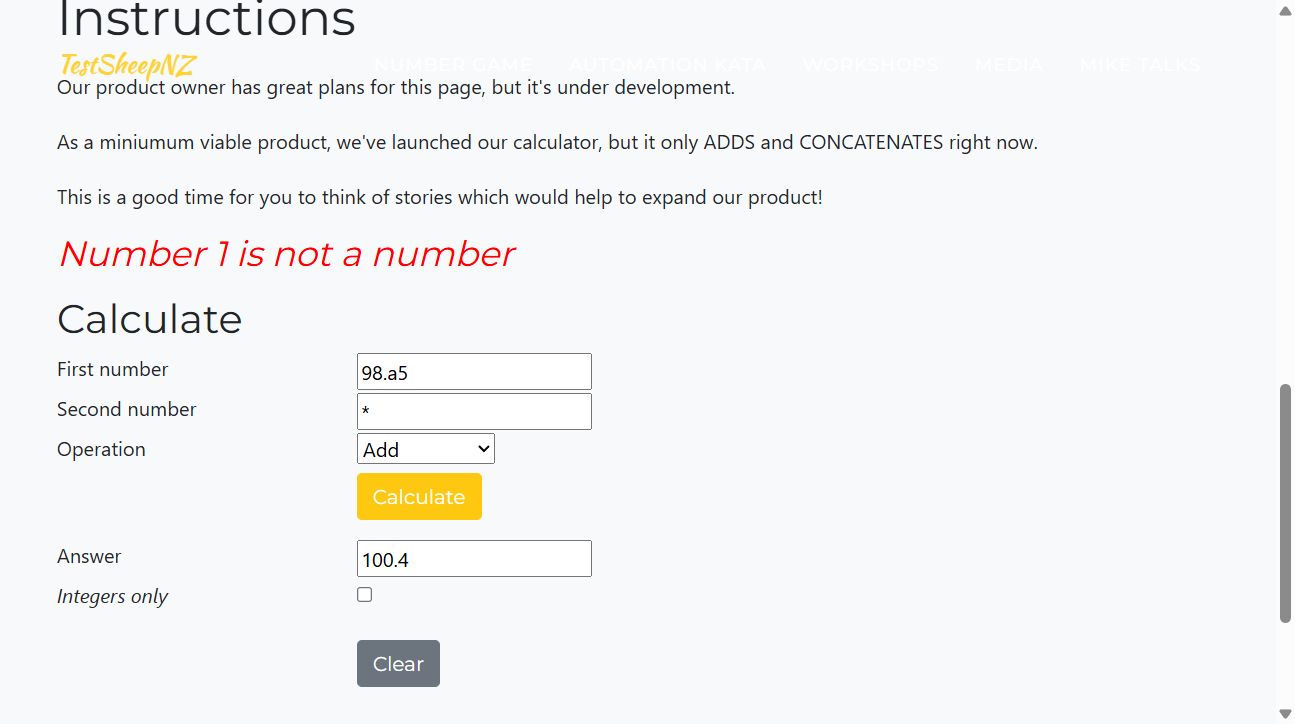 Instructions
TestSheepNZ
NUMBER GAME AUTOMATION KATA WORKSHOPS MEDIA MIKE TALKS
Our product owner has great plans for this page, but it's under development.
As a miniumum viable product, we've launched our calculator, but it only ADDS and CONCATENATES right now.
This is a good time for you to think of stories which would help to expand our product!
Number 1 is not a number
Calculate
First number 98.a5
Second number *
Operation Add
Calculate
Answer 100.4
Integers only
Clear